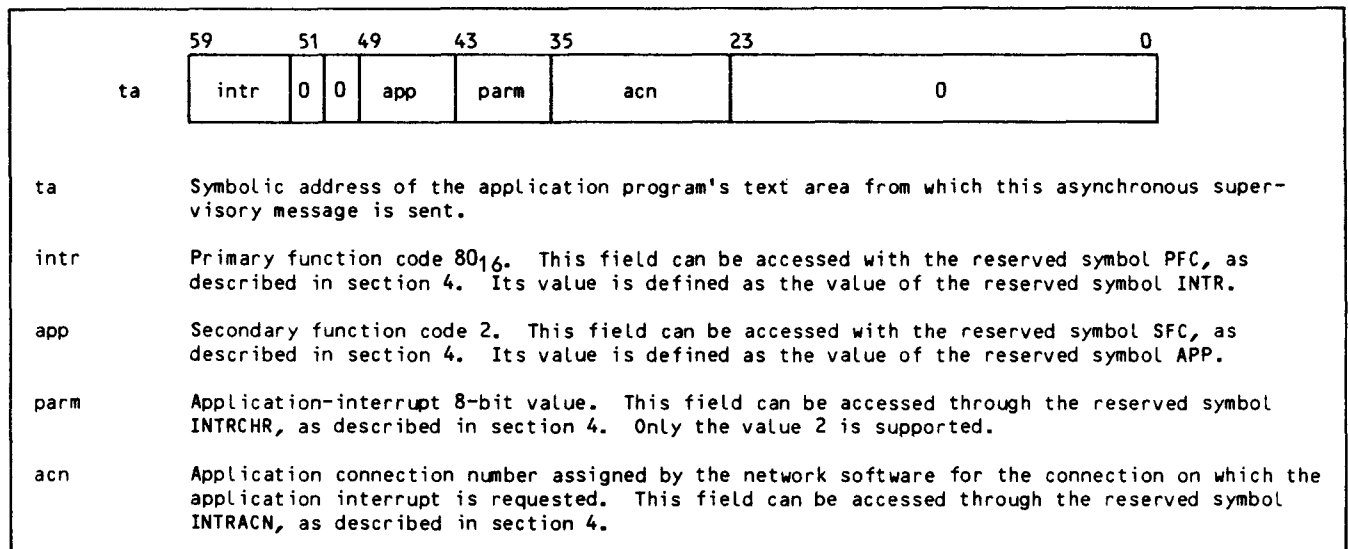 59 51 49 43 35 23 0
ta intr 0 0 app parm acn 0
ta Symbolic address of the application program's text area from which this asynchronous super-
visory message is sent.
intr Primary function code 80₁₆. This field can be accessed with the reserved symbol PFC, as
described in section 4. Its value is defined as the value of the reserved symbol INTR.
app Secondary function code 2. This field can be accessed with the reserved symbol SFC, as
described in section 4. Its value is defined as the value of the reserved symbol APP.
parm Application-interrupt 8-bit value. This field can be accessed through the reserved symbol
INTRCHR, as described in section 4. Only the value 2 is supported.
acn Application connection number assigned by the network software for the connection on which the
application interrupt is requested. This field can be accessed through the reserved symbol
INTRACN, as described in section 4.